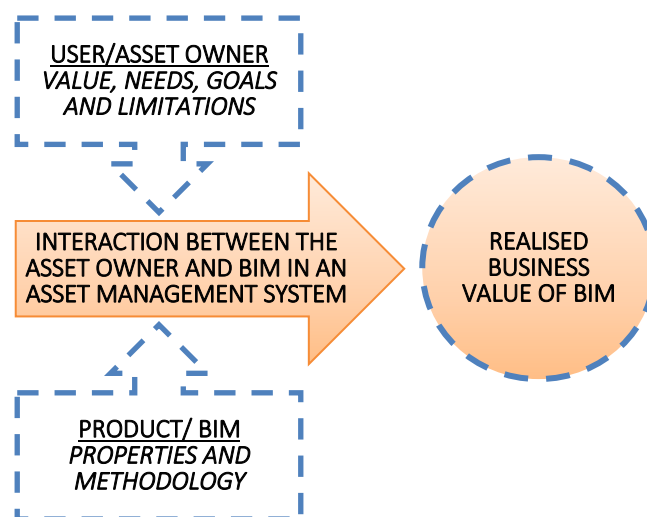 USER/ASSET OWNER
VALUE, NEEDS, GOALS
AND LIMITATIONS
INTERACTION BETWEEN THE
ASSET OWNER AND BIM IN AN
ASSET MANAGEMENT SYSTEM
REALISED
BUSINESS
VALUE OF BIM
PRODUCT/ BIM
PROPERTIES AND
METHODOLOGY